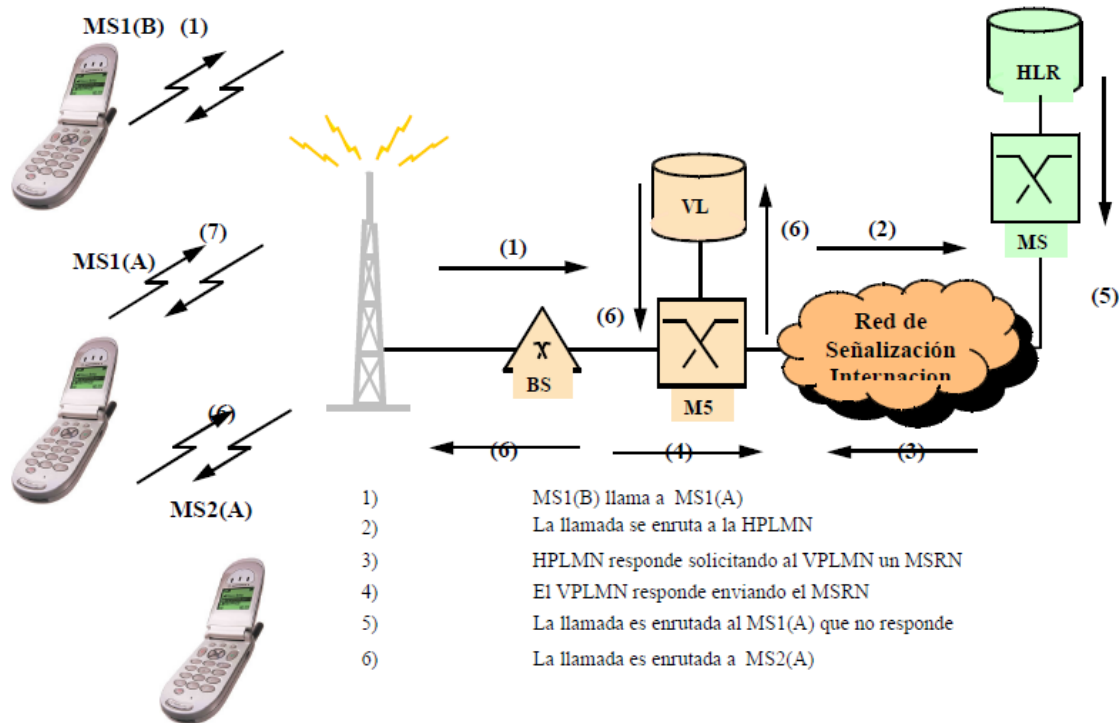 MS1(B) (1)
HLR
MS
(5)
VL
(6)
(2)
(1)
(6)
(7)
MS1(A)
Red de
Señalización
Internacion
BS
M5
(6)
(6)
(4)
(3)
MS2(A)
1) MS1(B) llama a MS1(A)
2) La llamada se enruta a la HPLMN
3) HPLMN responde solicitando al VPLMN un MSRN
4) El VPLMN responde enviando el MSRN
5) La llamada es enrutada al MS1(A) que no responde
6) La llamada es enrutada a MS2(A)